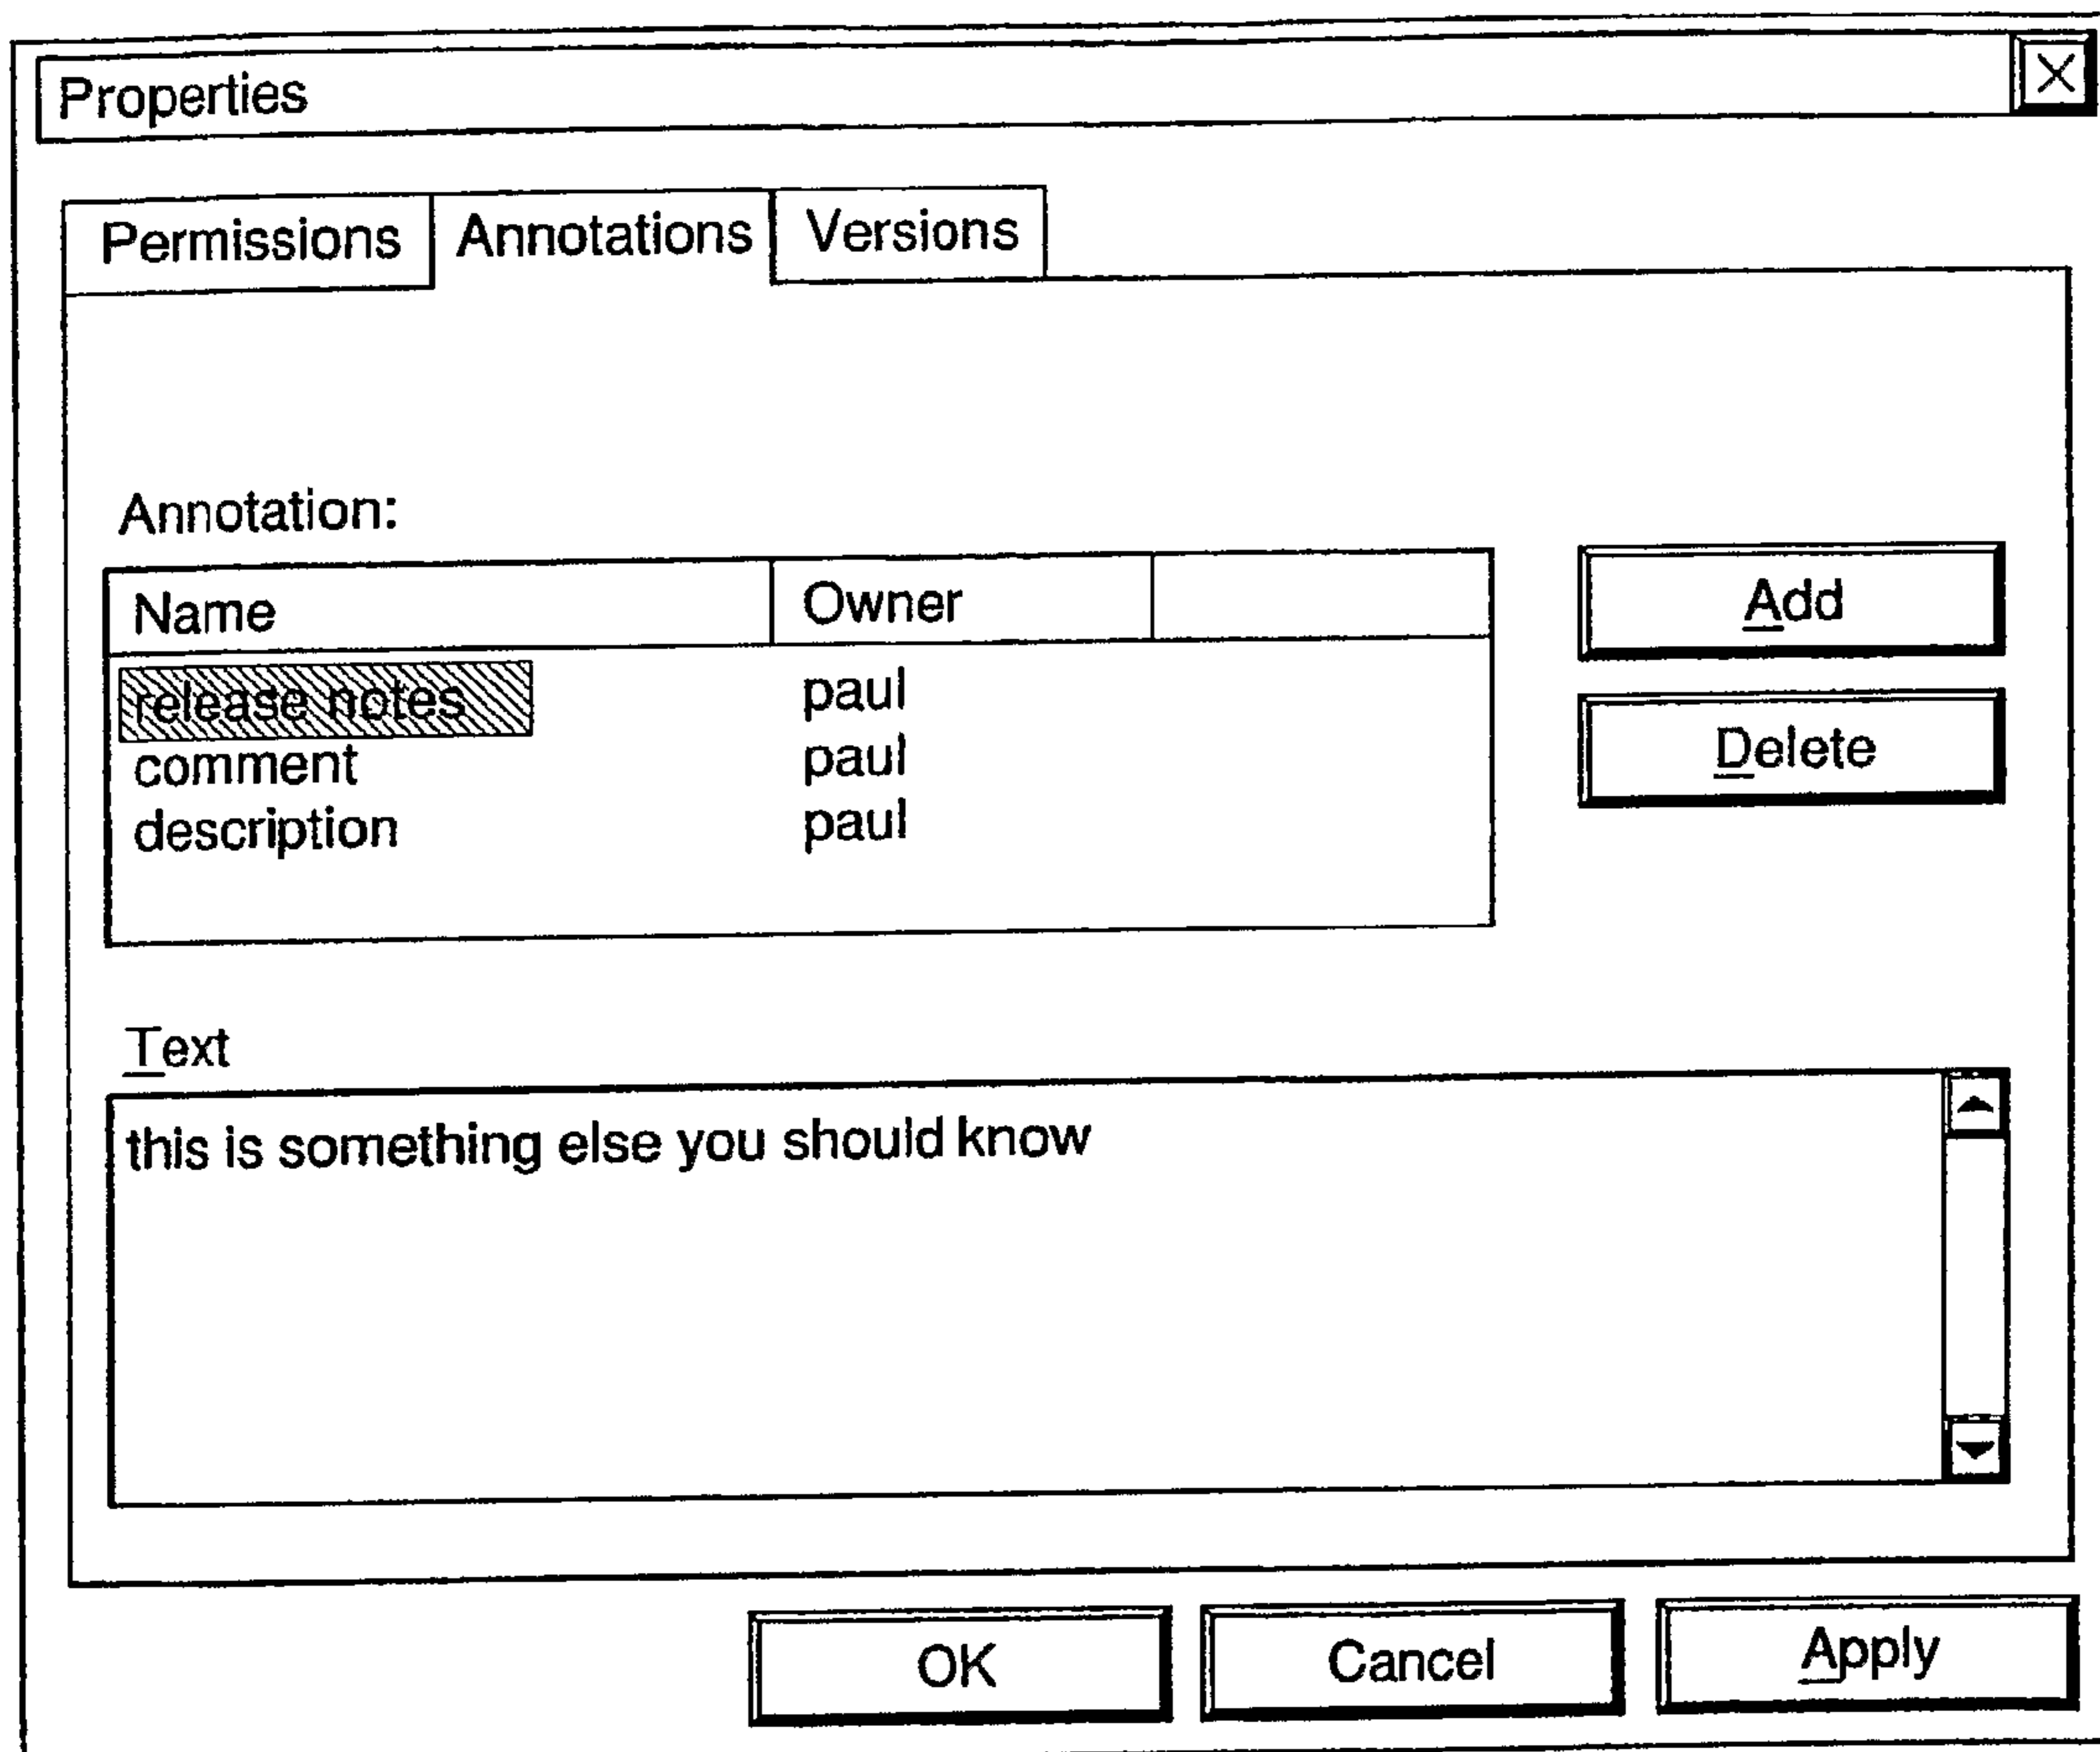 Properties
Permissions Annotations Versions
Annotation:
Name Owner
Add
release notes paul
comment paul
Delete
description paul
Text
this is something else you should know
OK Cancel Apply